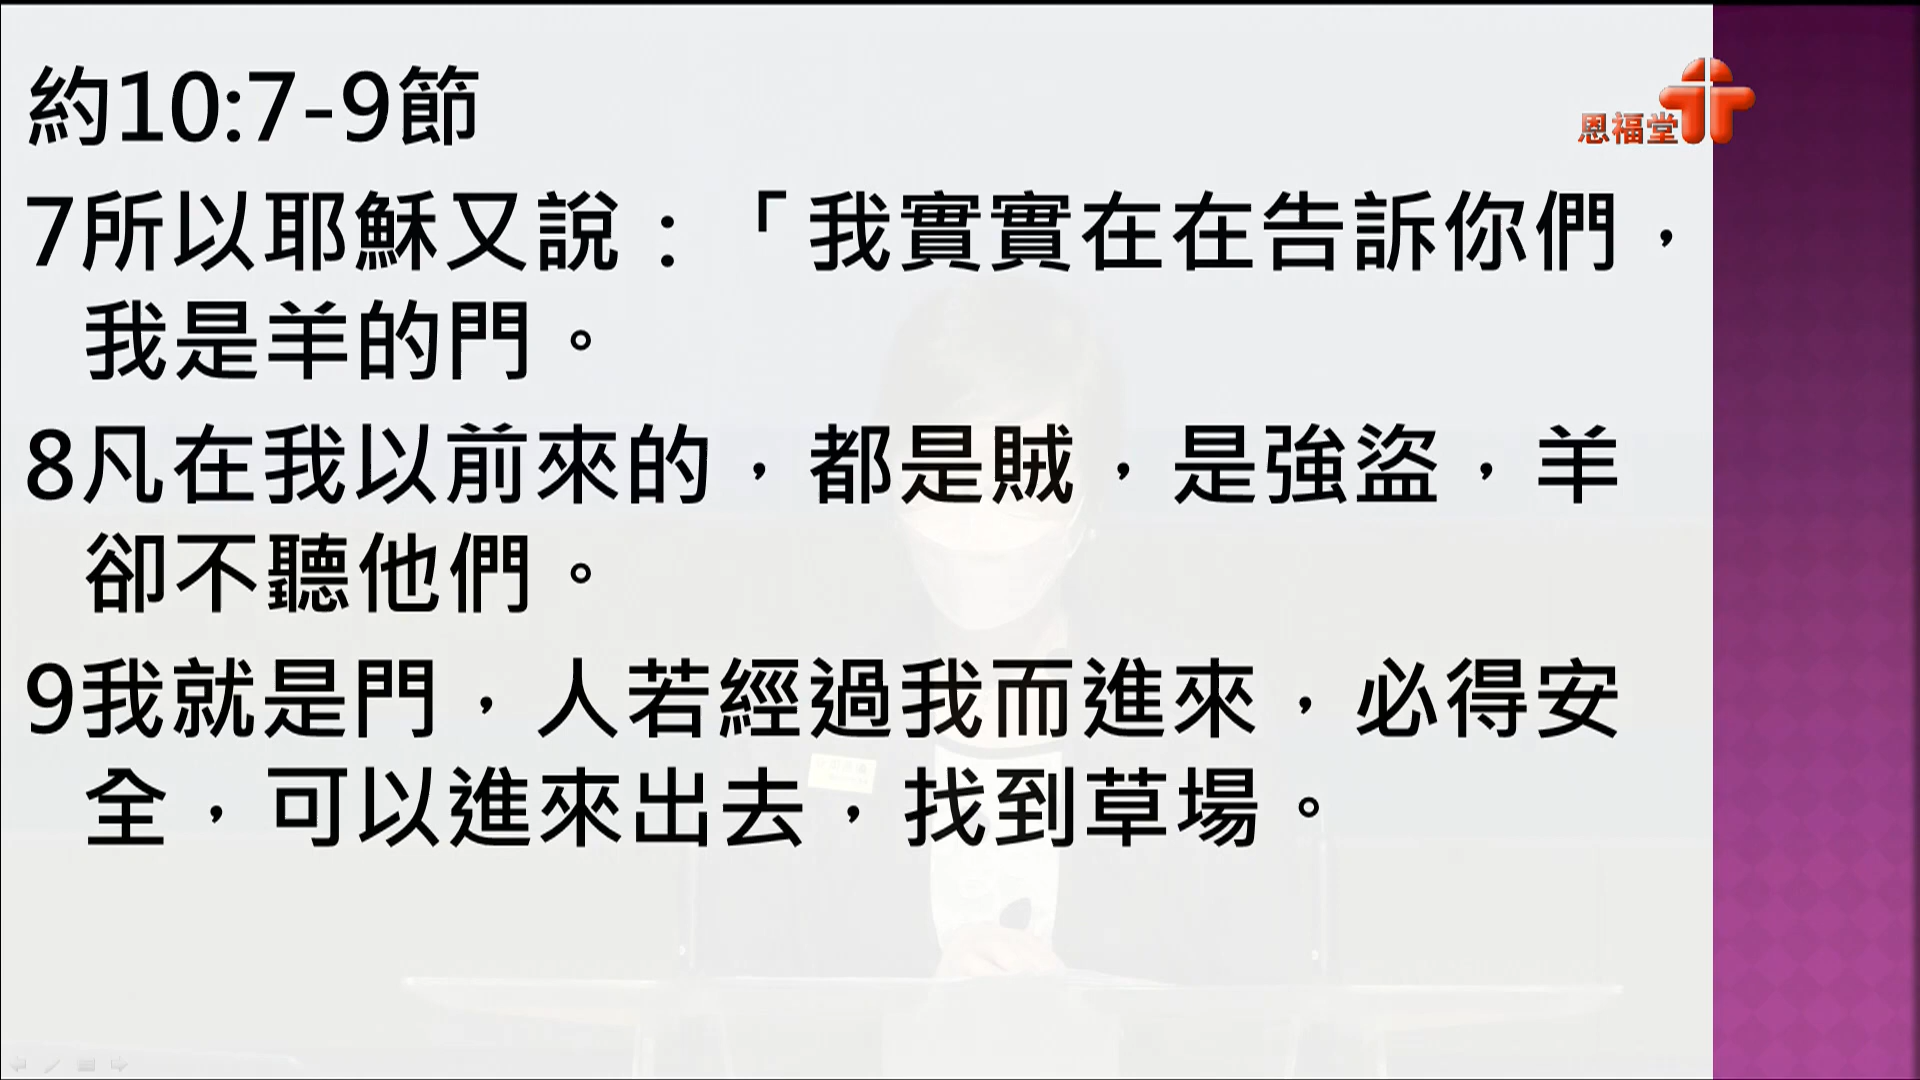 約10:7-9節
恩福堂
7所以耶穌又說：「我實實在在告訴你們，
我是羊的門。
8凡在我以前來的，都是賊，是強盜，羊
卻不聽他們。
9我就是門，人若經過我而進來，必得安
全，可以進來出去，找到草場。